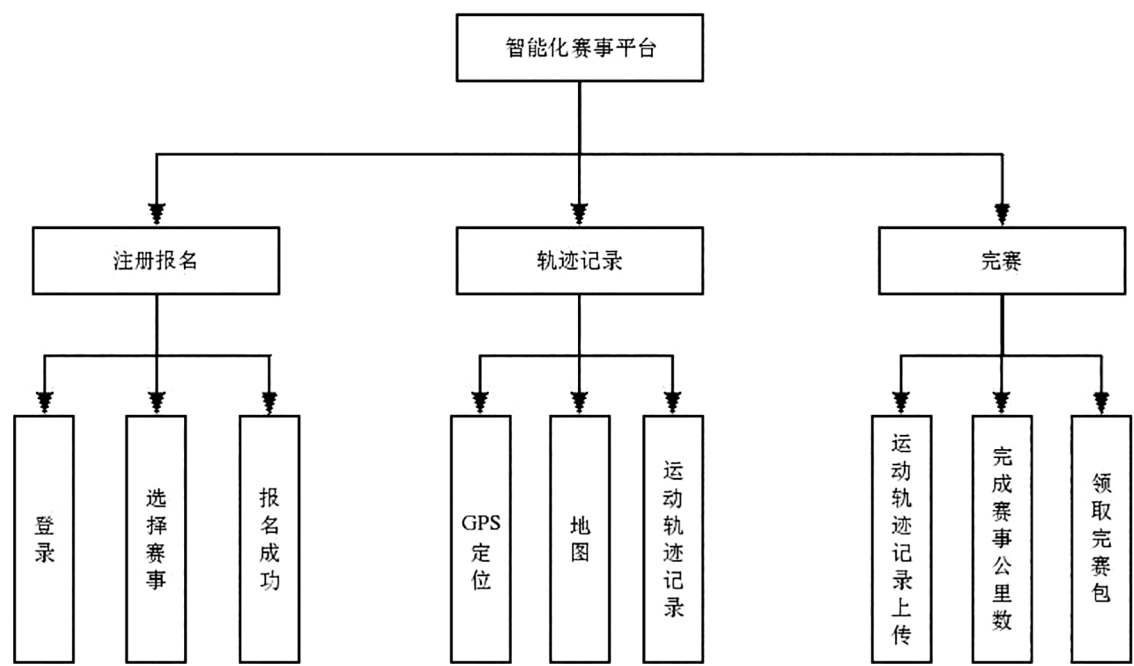 智能化赛事平台
注册报名
轨迹记录
完赛
登录
选择赛事
报名成功
GPS
定位
地图
运动轨迹记录
运动轨迹记录上传
完成赛事公里数
领取完赛包